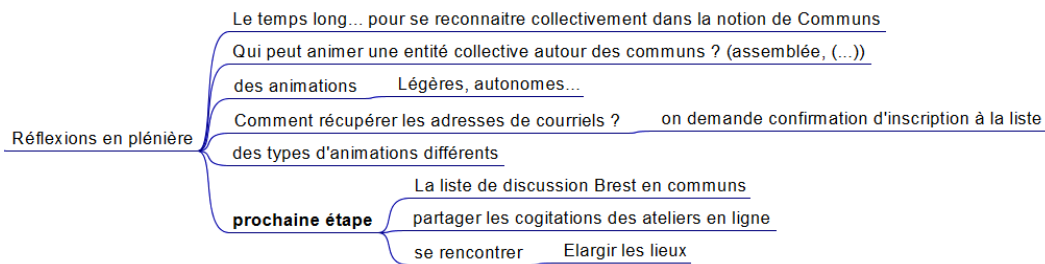 Réflexions en plénière
Le temps long... pour se reconnaitre collectivement dans la notion de Communs
Qui peut animer une entité collective autour des communs ? (assemblée, (...))
des animations
Légères, autonomes...
Comment récupérer les adresses de courriels ?
on demande confirmation d'inscription à la liste
des types d'animations différents
prochaine étape
La liste de discussion Brest en communs
partager les cogitations des ateliers en ligne
se rencontrer
Elargir les lieux